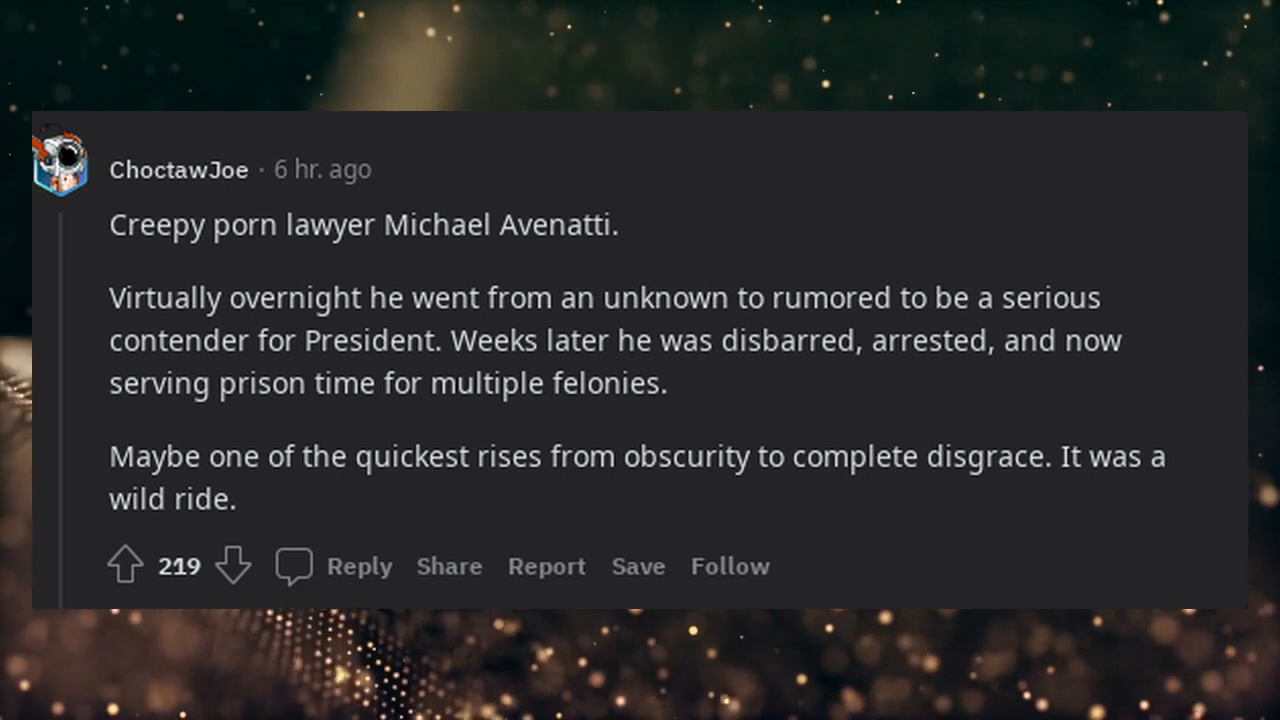 ChoctawJoe · 6 hr. ago
Creepy porn lawyer Michael Avenatti.
Virtually overnight he went from an unknown to rumored to be a serious
contender for President. Weeks later he was disbarred, arrested, and now
serving prison time for multiple felonies.
Maybe one of the quickest rises from obscurity to complete disgrace. It was a
wild ride.
219 Reply Share Report Save Follow